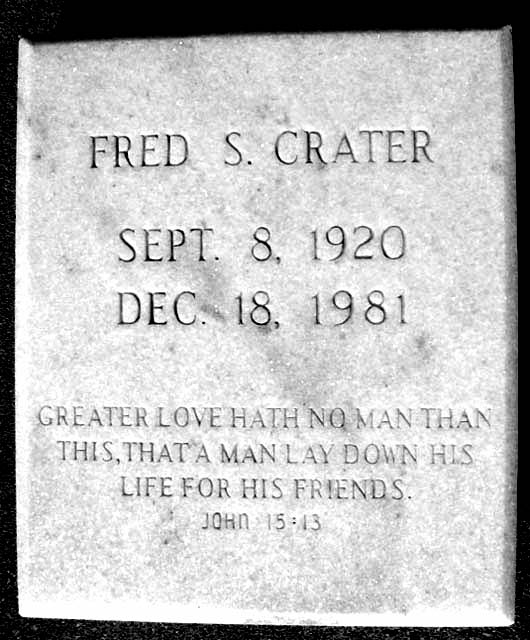 FRED S. CRATER
SEPT. 8, 1920
DEC. 18, 1981
GREATER LOVE HATH NO MAN THAN
THIS, THAT A MAN LAY DOWN HIS
LIFE FOR HIS FRIENDS.
JOHN 15:13